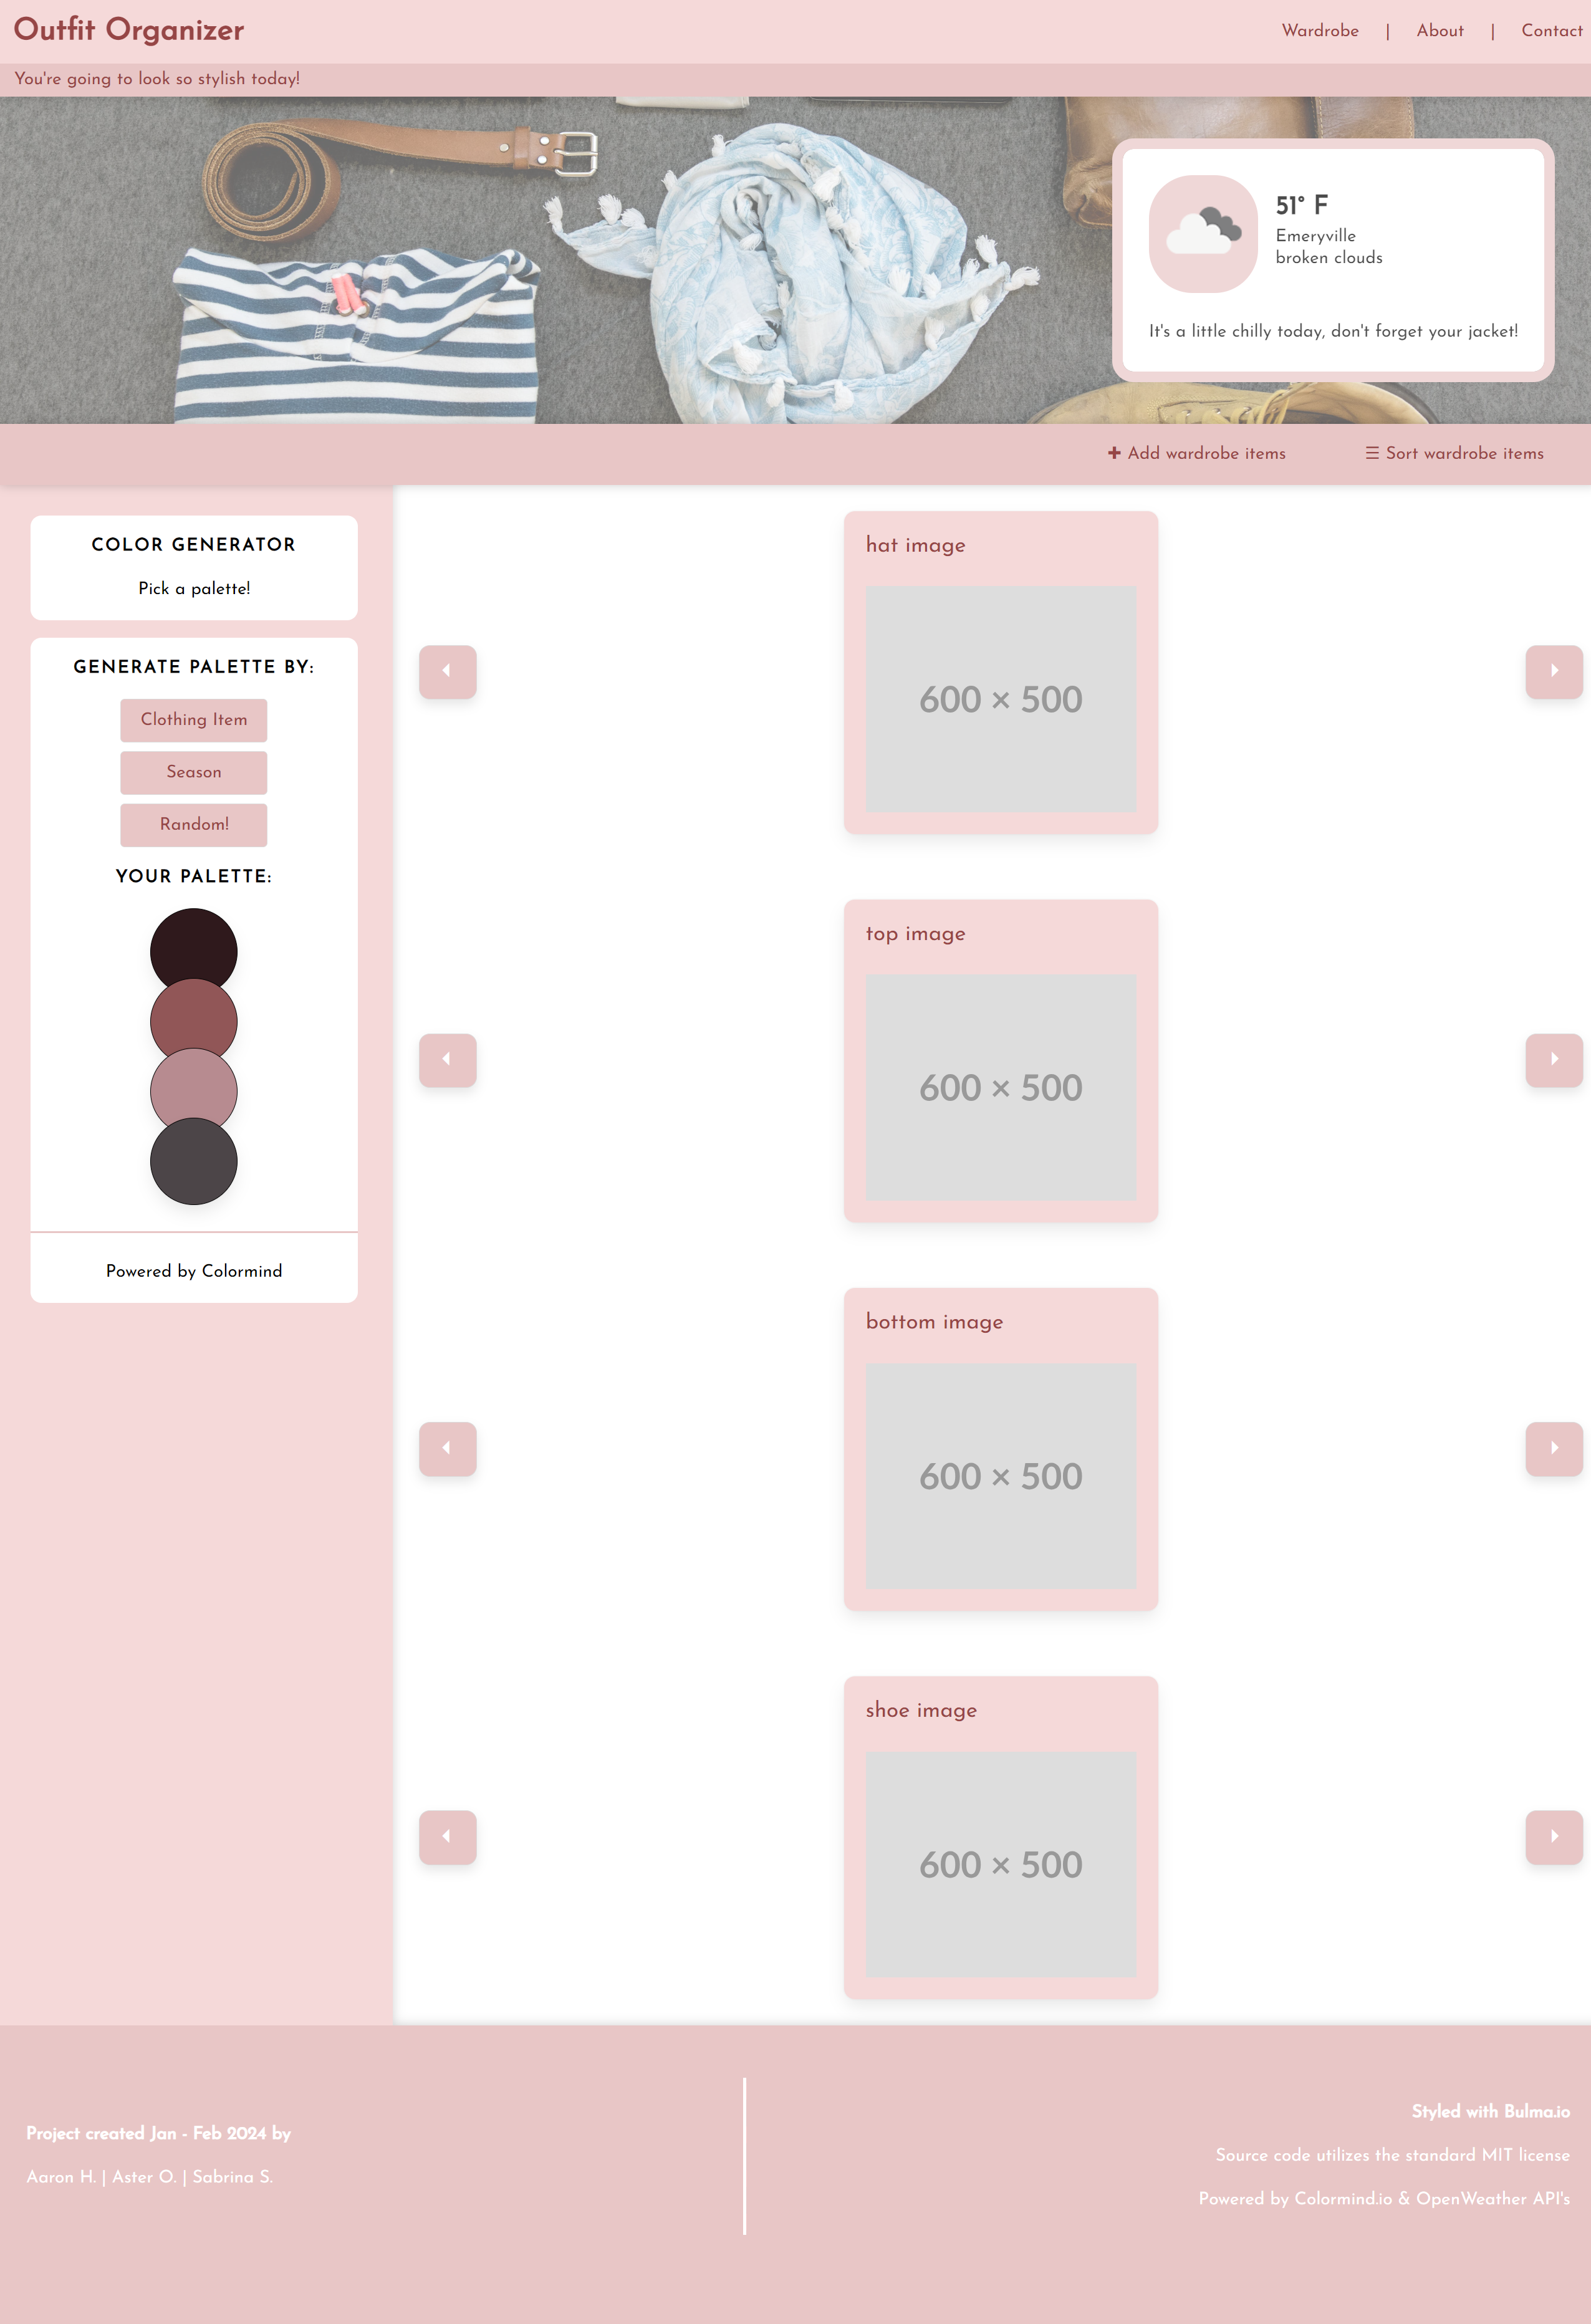 Outfit Organizer
Wardrobe | About | Contact
You're going to look so stylish today!
51° F
Emeryville
broken clouds
It's a little chilly today, don't forget your jacket!
✚ Add wardrobe items
☰ Sort wardrobe items
COLOR GENERATOR
Pick a palette!
GENERATE PALETTE BY:
Clothing Item
Season
Random!
YOUR PALETTE:
Powered by Colormind
hat image
600 × 500
top image
600 × 500
bottom image
600 × 500
shoe image
600 × 500
Project created Jan - Feb 2024 by
Aaron H. | Aster O. | Sabrina S.
Styled with Bulma.io
Source code utilizes the standard MIT license
Powered by Colormind.io & OpenWeather API's